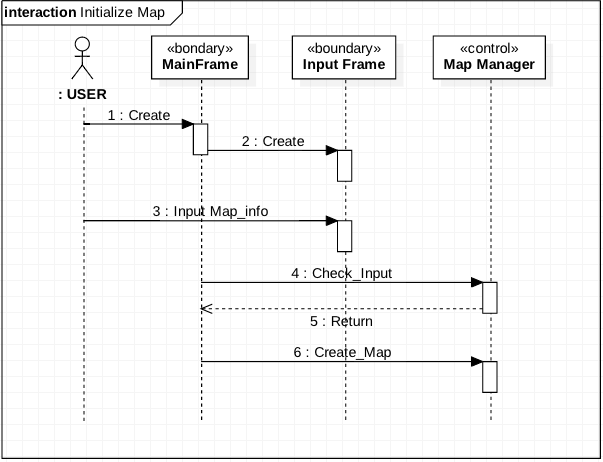 interaction Initialize Map
«bondary»
MainFrame
«boundary»
Input Frame
«control»
Map Manager
: USER
1 : Create
2 : Create
3 : Input Map_info
4 : Check_Input
5 : Return
6 : Create_Map